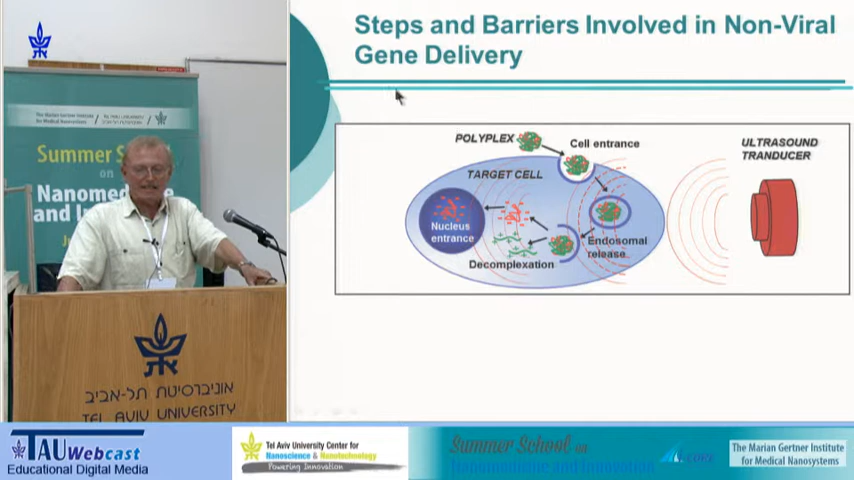 Steps and Barriers Involved in Non-Viral
Gene Delivery
POLYPLEX
Cell entrance
ULTRASOUND
TRANDUCER
TARGET CELL
Nucleus
entrance
Endosomal
release
Decomplexation
The Marian Gertner Institute
for Medical Nanosystems
Summer
on
and
אוניברסיטת תל-אביב
TEL AVIV UNIVERSITY
TAU Webcast
Educational Digital Media
Tel Aviv University Center for
Nanoscience & Nanotechnology
Powering Innovation
Summer School on
Nanomedicine and Innovation
The Marian Gertner Institute
for Medical Nanosystems